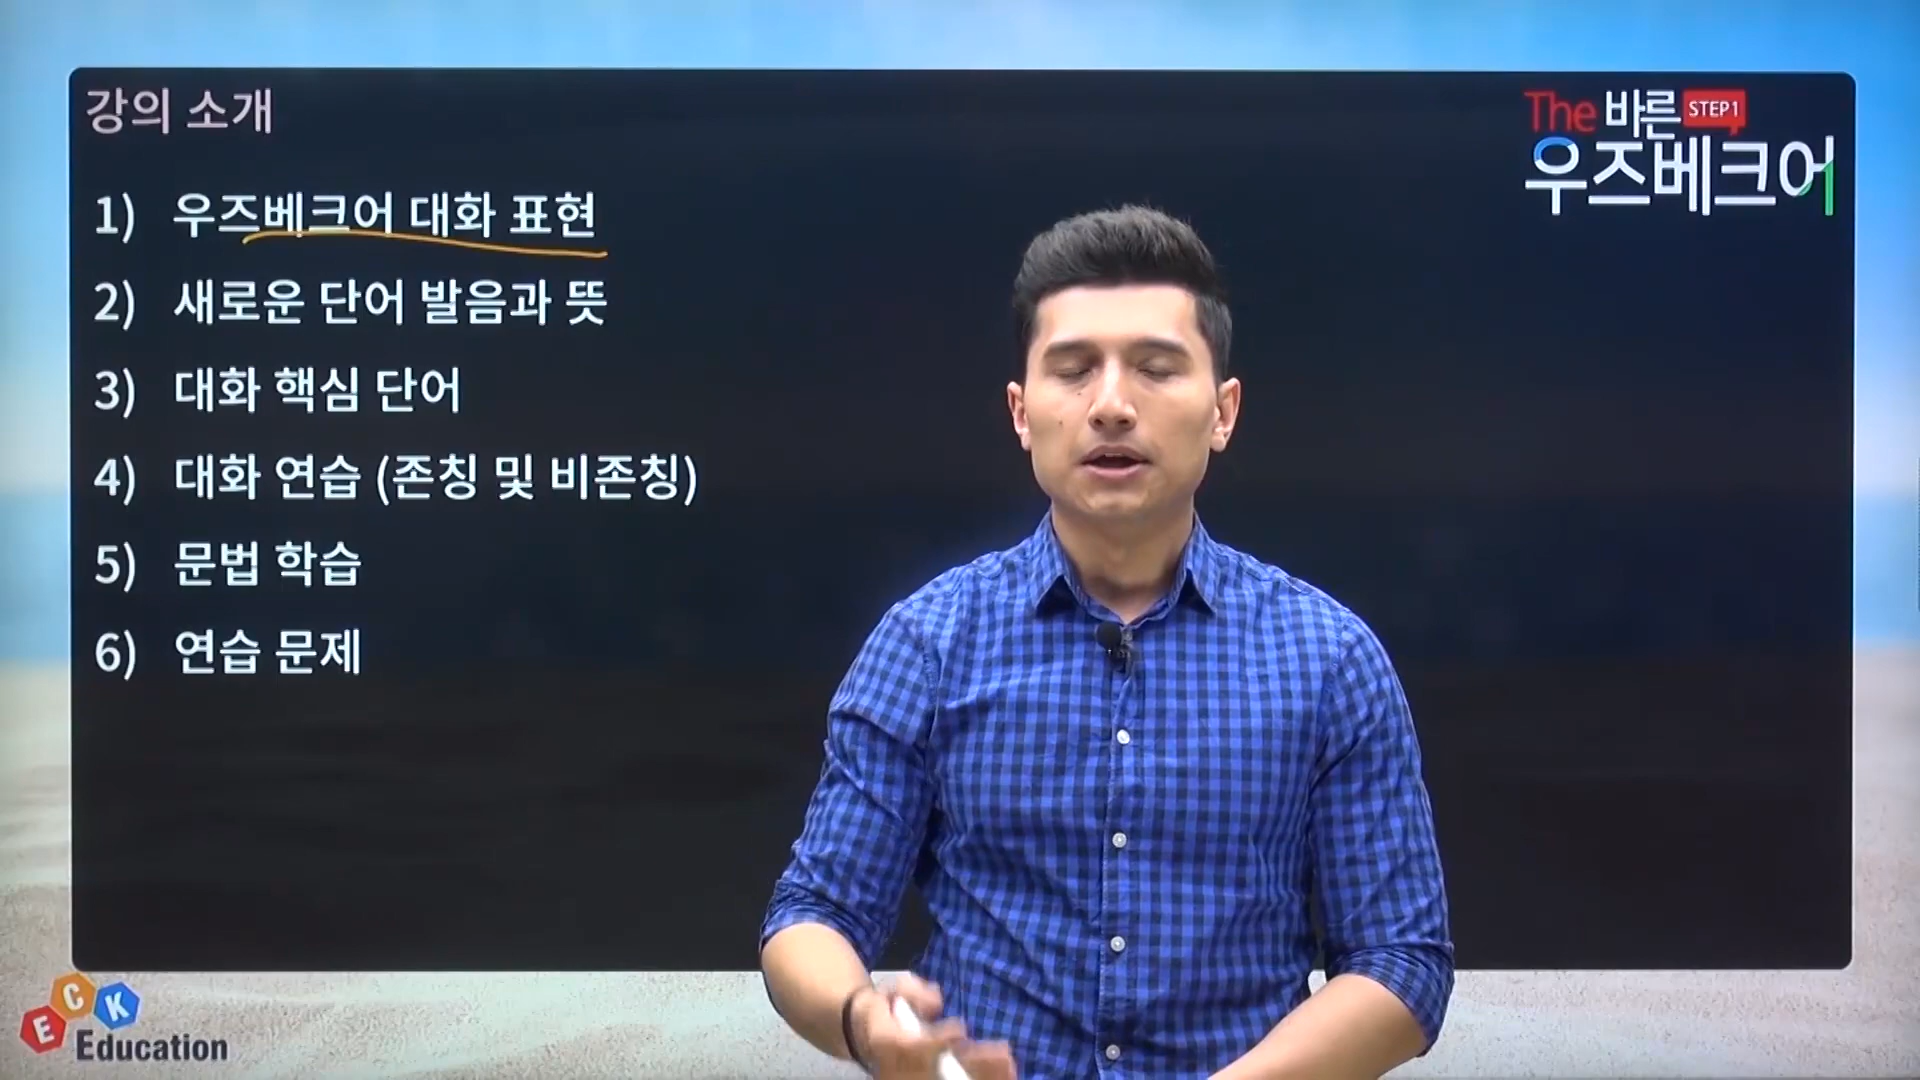 강의 소개
The 바른 STEP1
우즈베크어
1) 우즈베크어 대화 표현
2) 새로운 단어 발음과 뜻
3) 대화 핵심 단어
4) 대화 연습 (존칭 및 비존칭)
5) 문법 학습
6) 연습 문제
ECK
Education